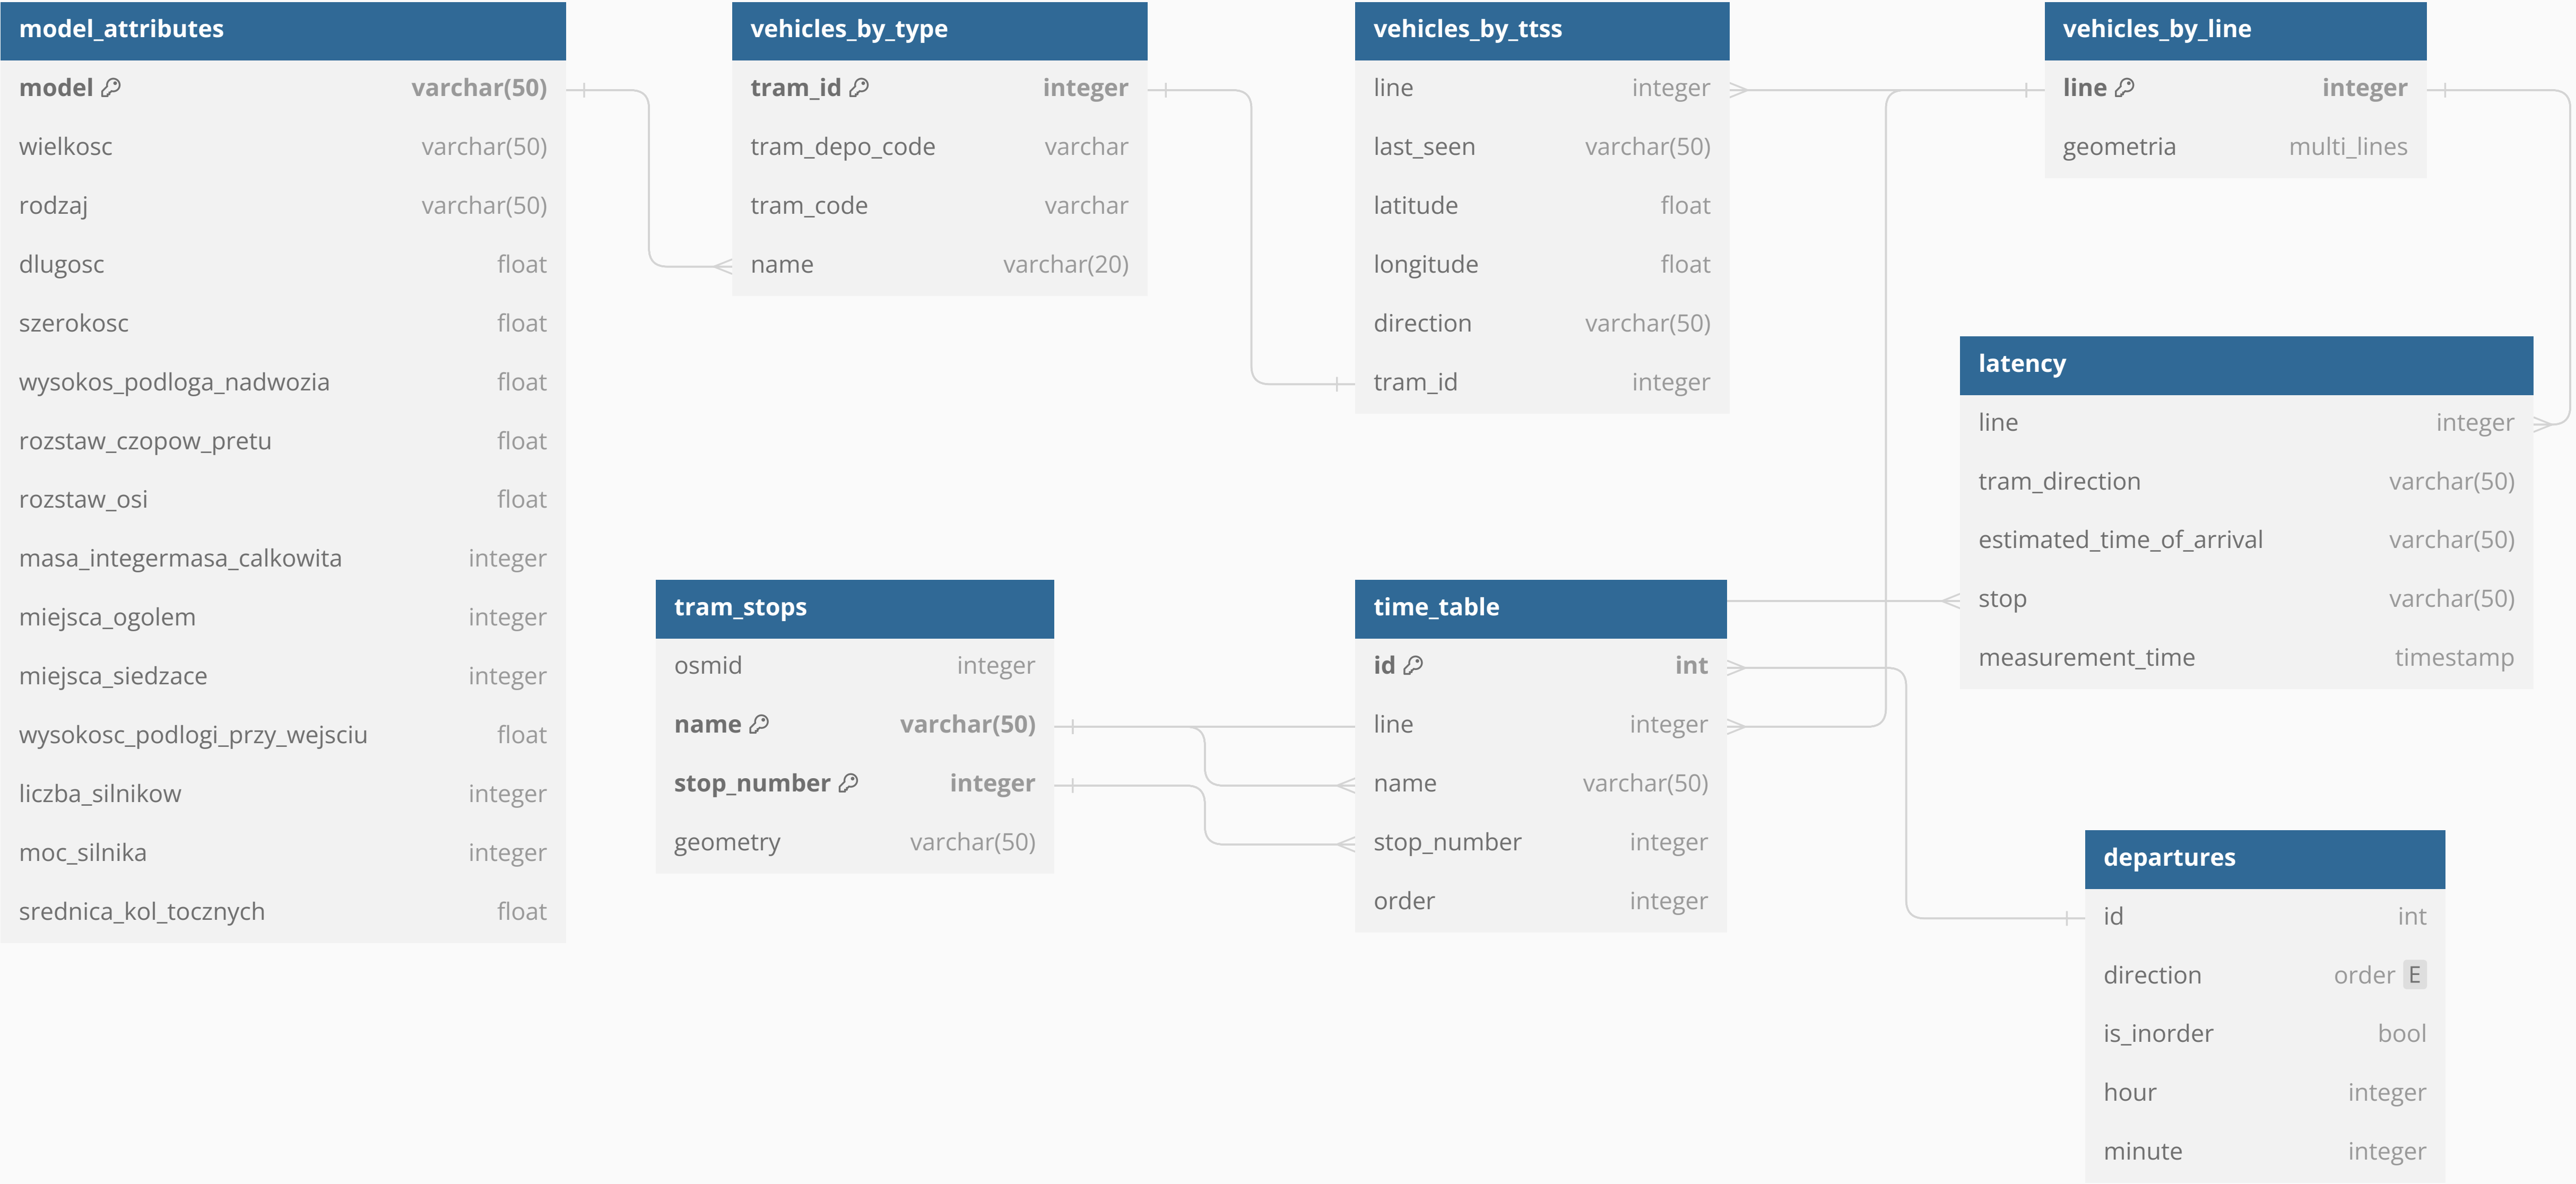 model_attributes
model varchar(50)
wielkosc varchar(50)
rodzaj varchar(50)
dlugosc float
szerokosc float
wysokos_podloga_nadwozia float
rozstaw_czopow_pretu float
rozstaw_osi float
masa_integermasa_calkowita integer
miejsca_ogolem integer
miejsca_siedzace integer
wysokosc_podlogi_przy_wejsciu float
liczba_silnikow integer
moc_silnika integer
srednica_kol_tocznych float
vehicles_by_type
tram_id integer
tram_depo_code varchar
tram_code varchar
name varchar(20)
vehicles_by_ttss
line integer
last_seen varchar(50)
latitude float
longitude float
direction varchar(50)
tram_id integer
vehicles_by_line
line integer
geometria multi_lines
latency
line integer
tram_direction varchar(50)
estimated_time_of_arrival varchar(50)
stop varchar(50)
measurement_time timestamp
tram_stops
osmid integer
name varchar(50)
stop_number integer
geometry varchar(50)
time_table
id int
line integer
name varchar(50)
stop_number integer
order integer
departures
id int
direction order E
is_inorder bool
hour integer
minute integer